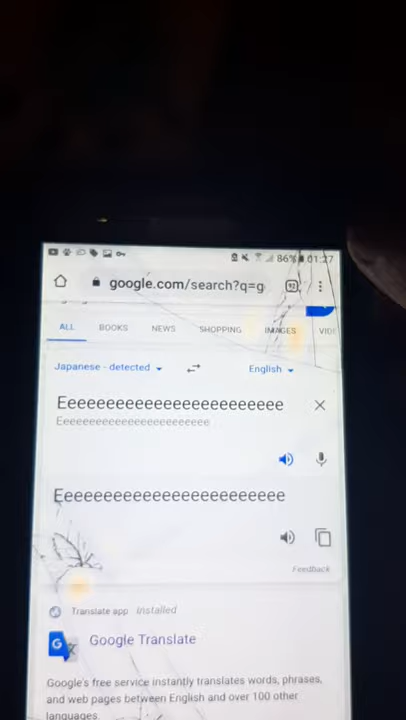 86% 01:27
google.com/search?q=g
92
ALL BOOKS NEWS SHOPPING IMAGES VIDE
Japanese - detected English
Eeeeeeeeeeeeeeeeeeeeeeee
Eeeeeeeeeeeeeeeeeeeeeeee
Eeeeeeeeeeeeeeeeeeeeeeee
Feedback
Translate app Installed
G
Google Translate
Google's free service instantly translates words, phrases,
and web pages between English and over 100 other
languages.